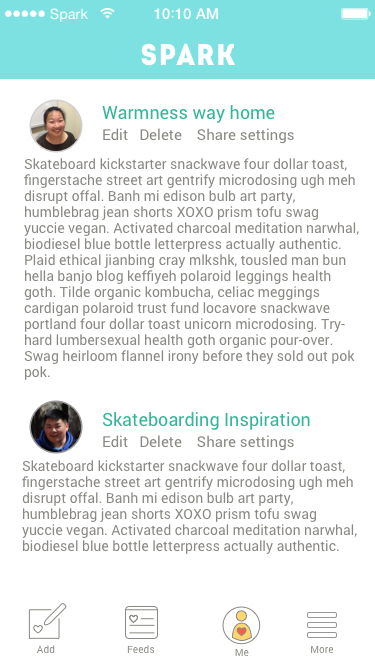 Spark 10:10 AM
SPARK
Warmness way home
Edit Delete Share settings
Skateboard kickstarter snackwave four dollar toast,
fingerstache street art gentrify microdosing ugh meh
disrupt offal. Banh mi edison bulb art party,
humblebrag jean shorts XOXO prism tofu swag
yuccie vegan. Activated charcoal meditation narwhal,
biodiesel blue bottle letterpress actually authentic.
Plaid ethical jianbing cray mlkshk, tousled man bun
hella banjo blog keffiyeh polaroid leggings health
goth. Tilde organic kombucha, celiac meggings
cardigan polaroid trust fund locavore snackwave
portland four dollar toast unicorn microdosing. Try-
hard lumbersexual health goth organic pour-over.
Swag heirloom flannel irony before they sold out pok
pok.
Skateboarding Inspiration
Edit Delete Share settings
Skateboard kickstarter snackwave four dollar toast,
fingerstache street art gentrify microdosing ugh meh
disrupt offal. Banh mi edison bulb art party,
humblebrag jean shorts XOXO prism tofu swag
yuccie vegan. Activated charcoal meditation narwhal,
biodiesel blue bottle letterpress actually authentic.
Add Feeds Me More